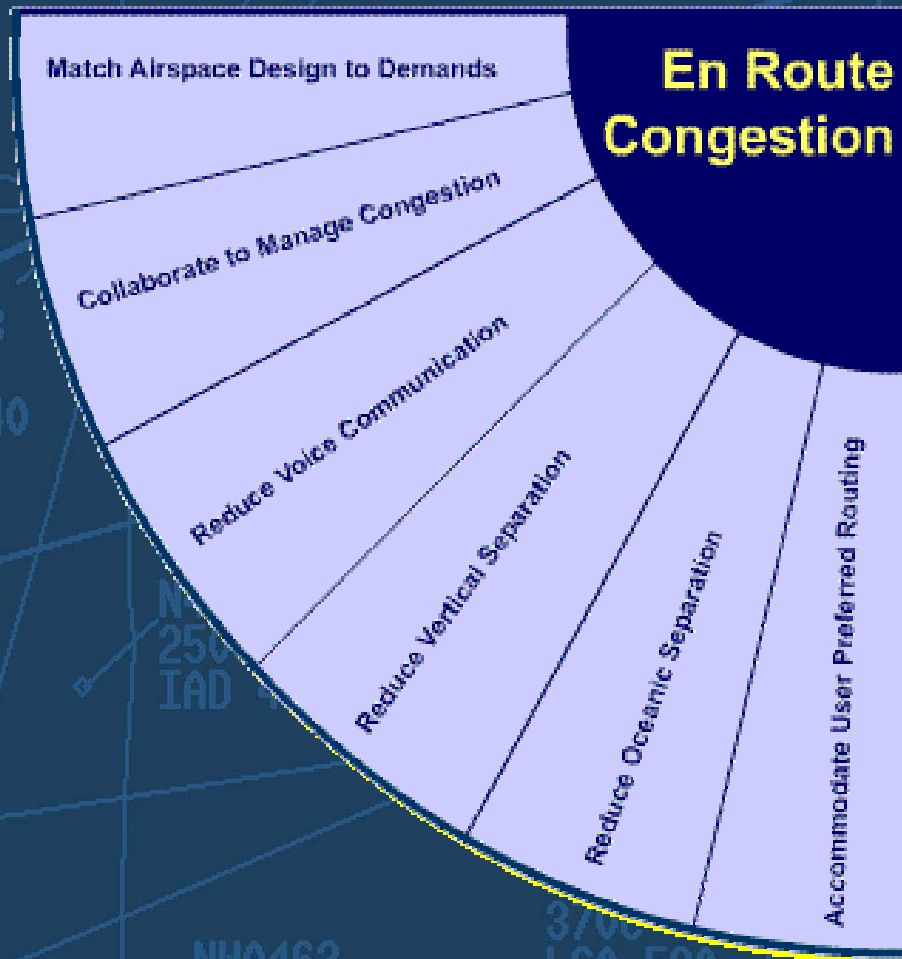 En Route
Congestion
Match Airspace Design to Demands
Collaborate to Manage Congestion
Reduce Voice Communication
Reduce Vertical Separation
Reduce Oceanic Separation
Accommodate User Preferred Routing
250
IAD